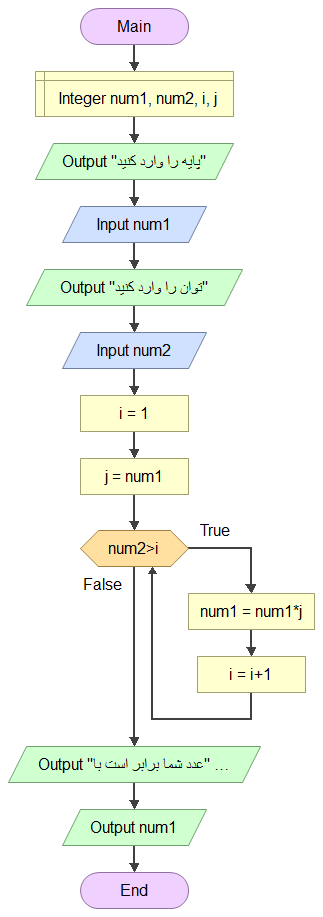 Main
Integer num1, num2, i, j
Output "پایه را وارد کنید"
Input num1
Output "توان را وارد کنید"
Input num2
i = 1
j = num1
num2>i
True
False
num1 = num1*j
i = i+1
Output "عدد شما برابر است با" ...
Output num1
End